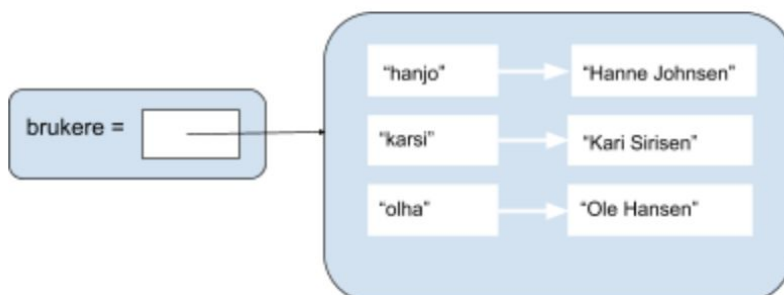 brukere =
“hanjo” “Hanne Johnsen”
“karsi” “Kari Sirisen”
“olha” “Ole Hansen”